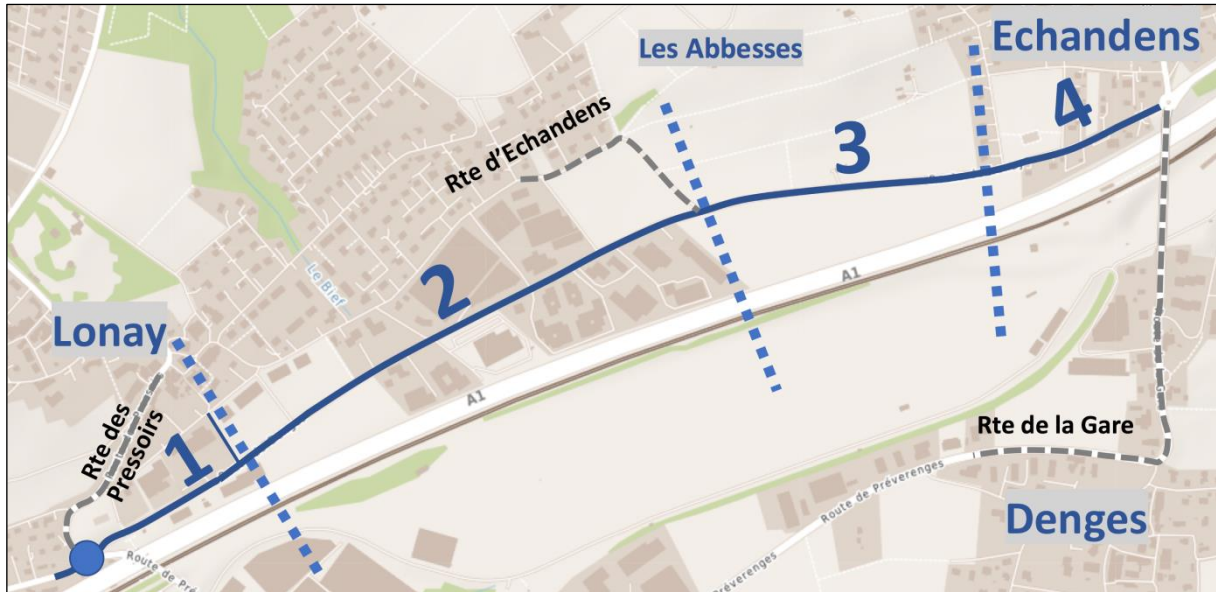 Echandens
Les Abbesses
4
3
Rte d'Echandens
2
A1
Le Bief
Lonay
A1
Rte des
Pressoirs
1
Rte de la Gare
Route de Préverenges
Denges